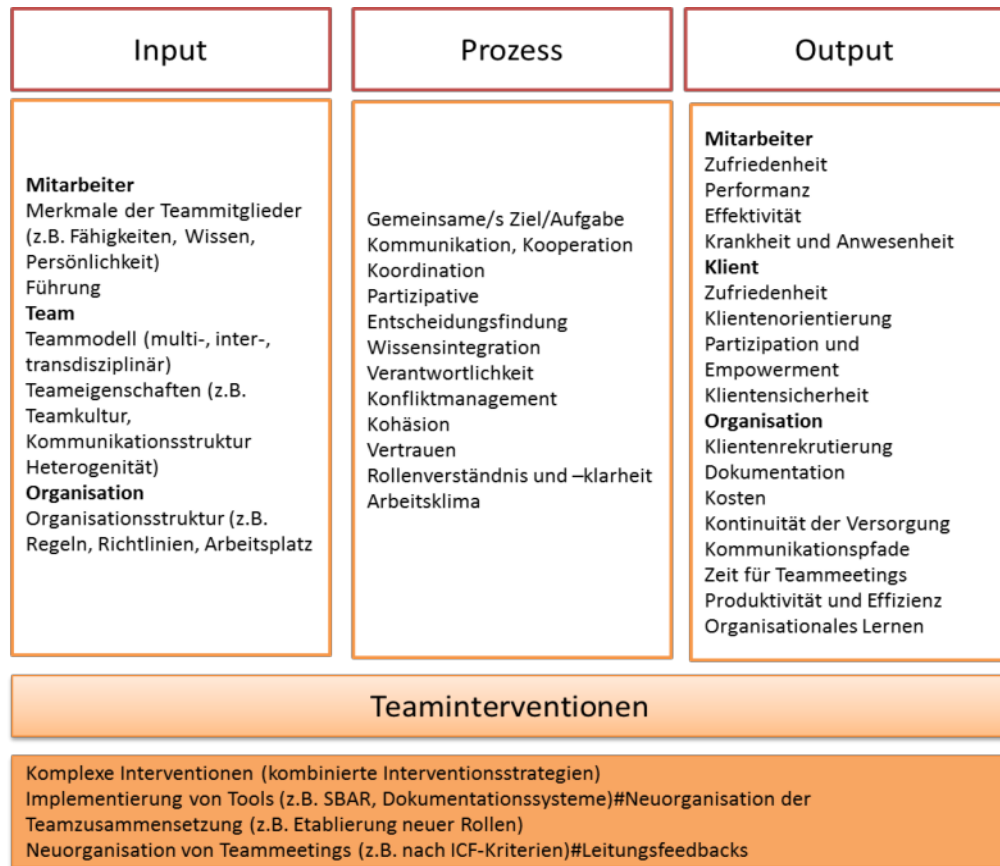 Input
Mitarbeiter
Merkmale der Teammitglieder
(z.B. Fähigkeiten, Wissen,
Persönlichkeit)
Führung
Team
Teammodell (multi-, inter-,
transdisziplinär)
Teameigenschaften (z.B.
Teamkultur,
Kommunikationsstruktur
Heterogenität)
Organisation
Organisationsstruktur (z.B.
Regeln, Richtlinien, Arbeitsplatz
Prozess
Gemeinsame/s Ziel/Aufgabe
Kommunikation, Kooperation
Koordination
Partizipative
Entscheidungsfindung
Wissensintegration
Verantwortlichkeit
Konfliktmanagement
Kohäsion
Vertrauen
Rollenverständnis und –klarheit
Arbeitsklima
Output
Mitarbeiter
Zufriedenheit
Performanz
Effektivität
Krankheit und Anwesenheit
Klient
Zufriedenheit
Klientenorientierung
Partizipation und
Empowerment
Klientensicherheit
Organisation
Klientenrekrutierung
Dokumentation
Kosten
Kontinuität der Versorgung
Kommunikationspfade
Zeit für Teammeetings
Produktivität und Effizienz
Organisationales Lernen
Teaminterventionen
Komplexe Interventionen (kombinierte Interventionsstrategien)
Implementierung von Tools (z.B. SBAR, Dokumentationssysteme)#Neuorganisation der
Teamzusammensetzung (z.B. Etablierung neuer Rollen)
Neuorganisation von Teammeetings (z.B. nach ICF-Kriterien)#Leitungsfeedbacks